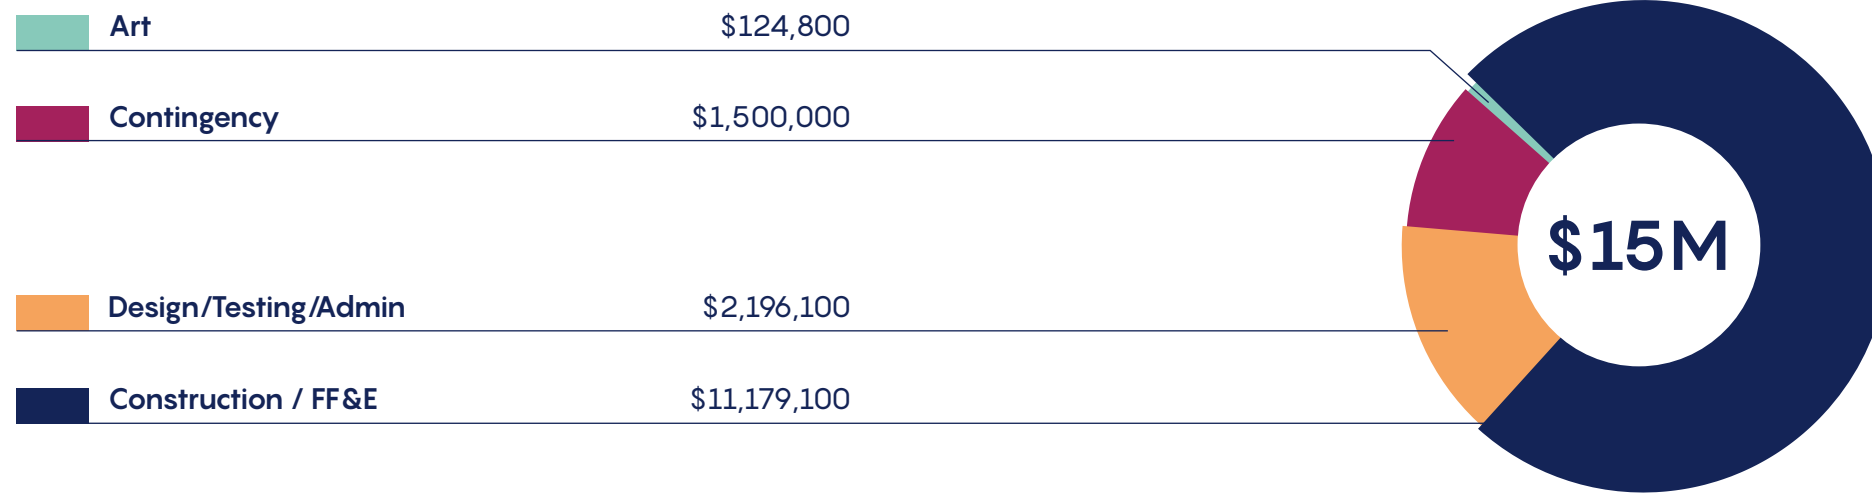 Art $124,800
Contingency $1,500,000
$15M
Design/Testing/Admin $2,196,100
Construction / FF&E $11,179,100